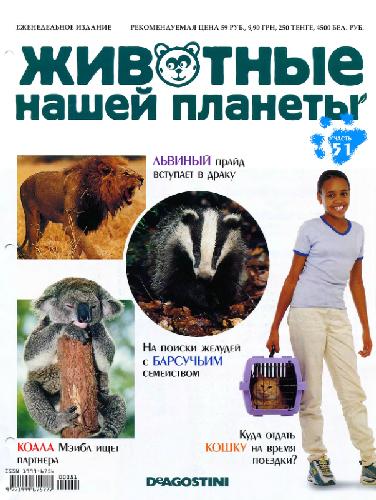 ЕЖЕНЕДЕЛЬНОЕ ИЗДАНИЕ
РЕКОМЕНДУЕМАЯ ЦЕНА 59 РУБ., 9,90 ГРН, 250 ТЕНГЕ, 4500 БЕЛ. РУБ.
ЖИВОТНЫЕ
НАШЕЙ ПЛАНЕТЫ
ЧАСТЬ
51
ЛЬВИНЫЙ ПРАЙД
ВСТУПАЕТ В ДРАКУ
НА ПОИСКИ ЖЕЛУДЕЙ
С БАРСУЧЬИМ
СЕМЕЙСТВОМ
КОАЛА МЭЙБЛ ИЩЕТ
ПАРТНЕРА
КУДА ОТДАТЬ
КОШКУ НА ВРЕМЯ
ПОЕЗДКИ?
00051
DEAGOSTINI